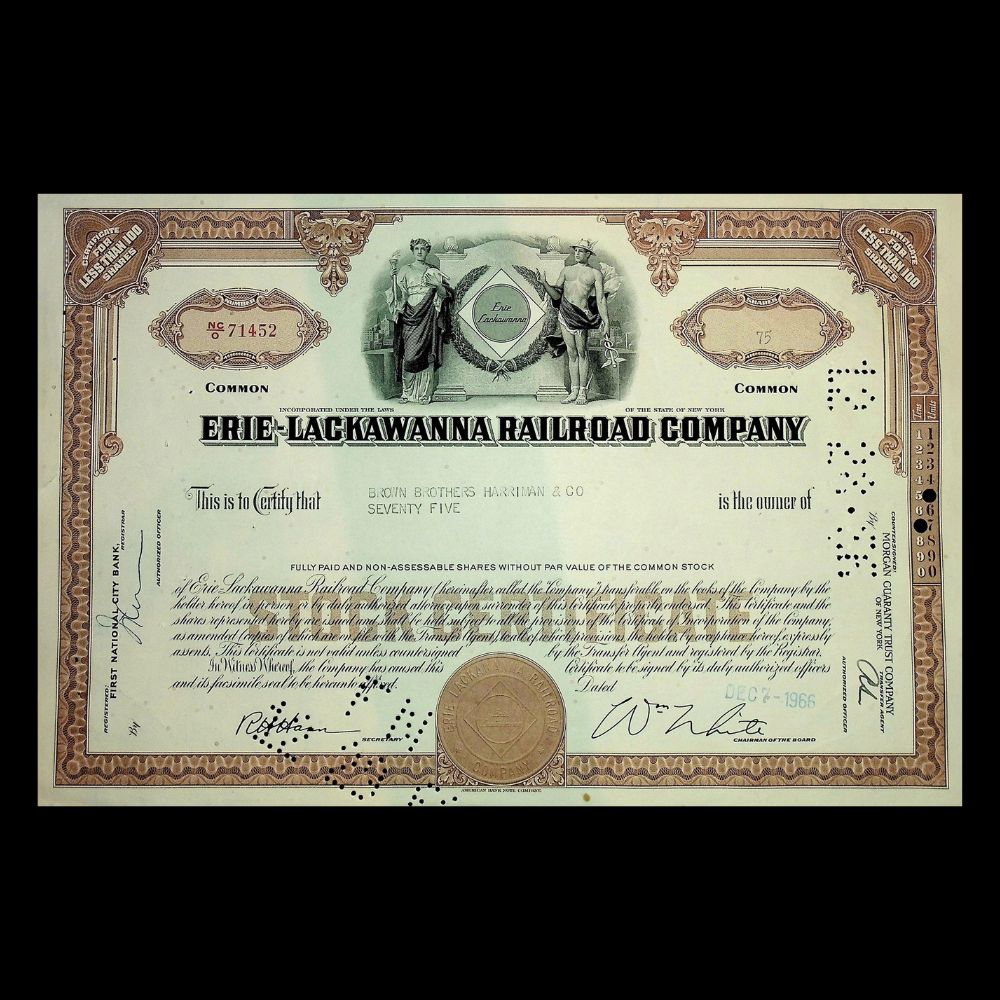 CERTIFICATE
FOR
LESS THAN 100
SHARES
CERTIFICATE
FOR
LESS THAN 100
SHARES
NUMBER
NC
O 71452
SHARES
75
Erie
Lackawanna
COMMON
COMMON
INCORPORATED UNDER THE LAWS OF THE STATE OF NEW YORK
ERIE-LACKAWANNA RAILROAD COMPANY
This is to Certify that BROWN BROTHERS HARRIMAN & CO is the owner of
SEVENTY FIVE
FULLY PAID AND NON-ASSESSABLE SHARES WITHOUT PAR VALUE OF THE COMMON STOCK
of Erie-Lackawanna Railroad Company (hereinafter called the "Company") transferable on the books of the Company by the
holder hereof in person or by duly authorized attorney upon surrender of this Certificate properly endorsed. This certificate and the
shares represented hereby are issued and shall be held subject to all the provisions of the Certificate of Incorporation of the Company,
as amended (copies of which are on file with the Transfer Agent) to all of which provisions the holder by acceptance hereof, expressly
assents. This Certificate is not valid unless countersigned by the Transfer Agent and registered by the Registrar.
In Witness Whereof, the Company has caused this Certificate to be signed by its duly authorized officers
and its facsimile seal to be hereunto affixed.
Dated DEC 7 - 1966
SECRETARY
Wm White
CHAIRMAN OF THE BOARD
ERIE-LACKAWANNA RAILROAD
COMPANY
AMERICAN BANK NOTE COMPANY.
REGISTERED:
FIRST NATIONAL CITY BANK,
REGISTRAR
By
AUTHORIZED OFFICER
COUNTERSIGNED:
MORGAN GUARANTY TRUST COMPANY
OF NEW YORK
TRANSFER AGENT
By
AUTHORIZED OFFICER
Tens Units
1 1
2 2
3 3
4 4
5
6 6
7
8 8
9 9
0 0